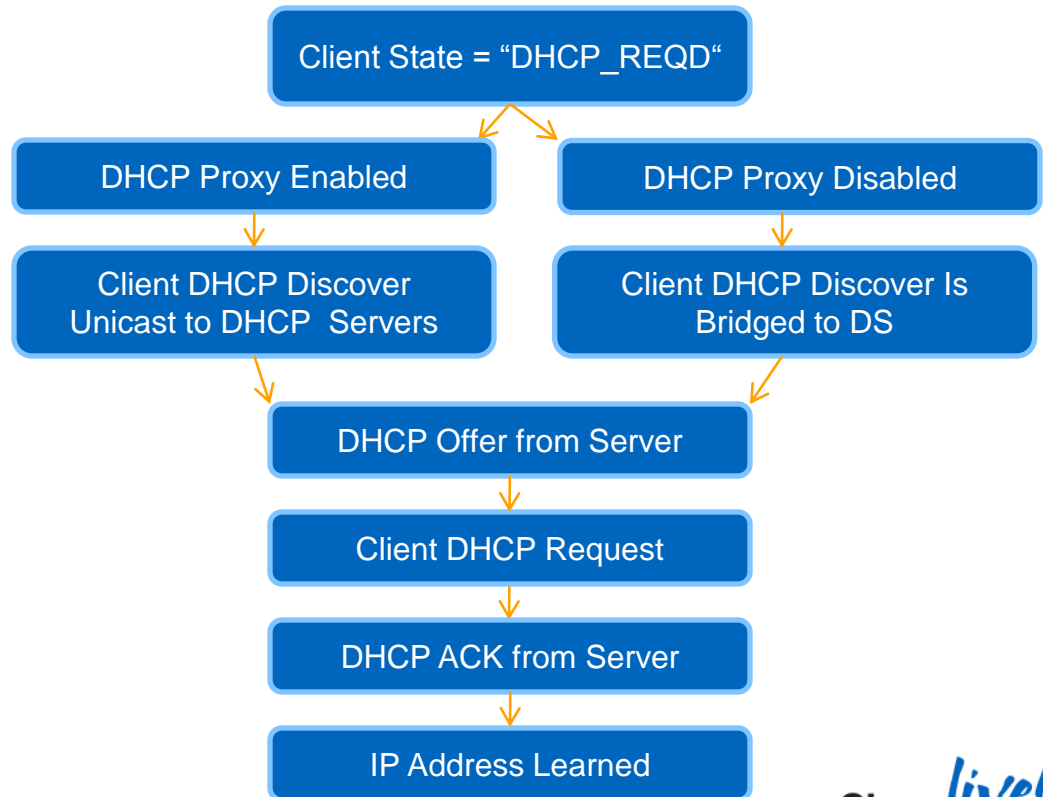 Client State = “DHCP_REQD“
DHCP Proxy Enabled
DHCP Proxy Disabled
Client DHCP Discover
Unicast to DHCP Servers
Client DHCP Discover Is
Bridged to DS
DHCP Offer from Server
Client DHCP Request
DHCP ACK from Server
IP Address Learned
live!